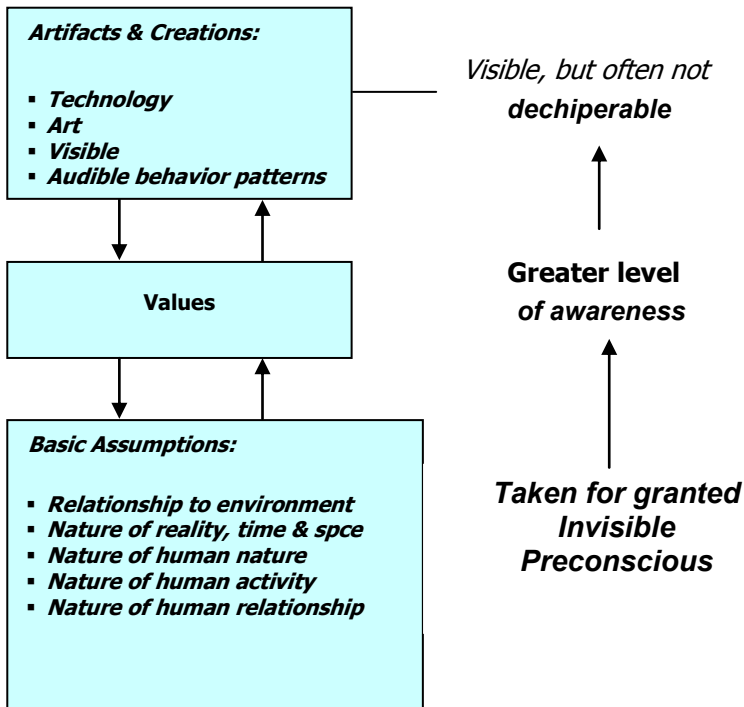 Artifacts & Creations:
▪ Technology
▪ Art
▪ Visible
▪ Audible behavior patterns
Visible, but often not
dechiperable
Values
Greater level
of awareness
Basic Assumptions:
▪ Relationship to environment
▪ Nature of reality, time & spce
▪ Nature of human nature
▪ Nature of human activity
▪ Nature of human relationship
Taken for granted
Invisible
Preconscious